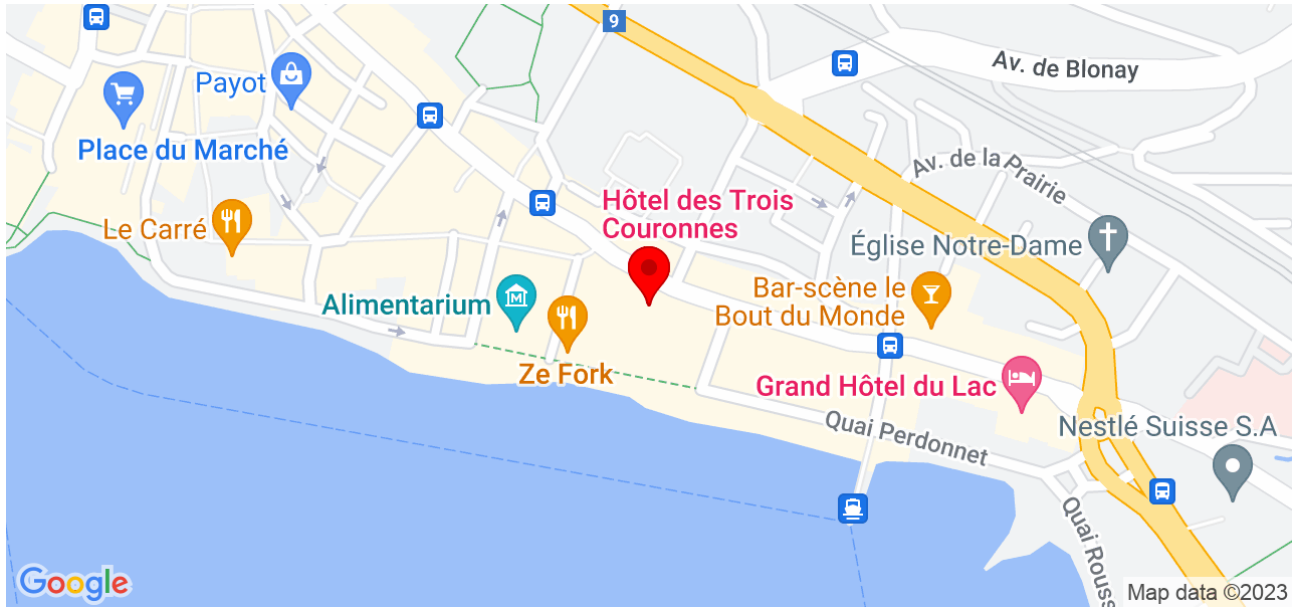 9
Av. de Blonay
Payot
Place du Marché
Av. de la Prairie
Hôtel des Trois
Couronnes
Le Carré
Église Notre-Dame
Alimentarium
M
Bar-scène le
Bout du Monde
Ze Fork
Grand Hôtel du Lac
Quai Perdonnet
Nestlé Suisse S.A
Quai Rouss
Google
Map data ©2023